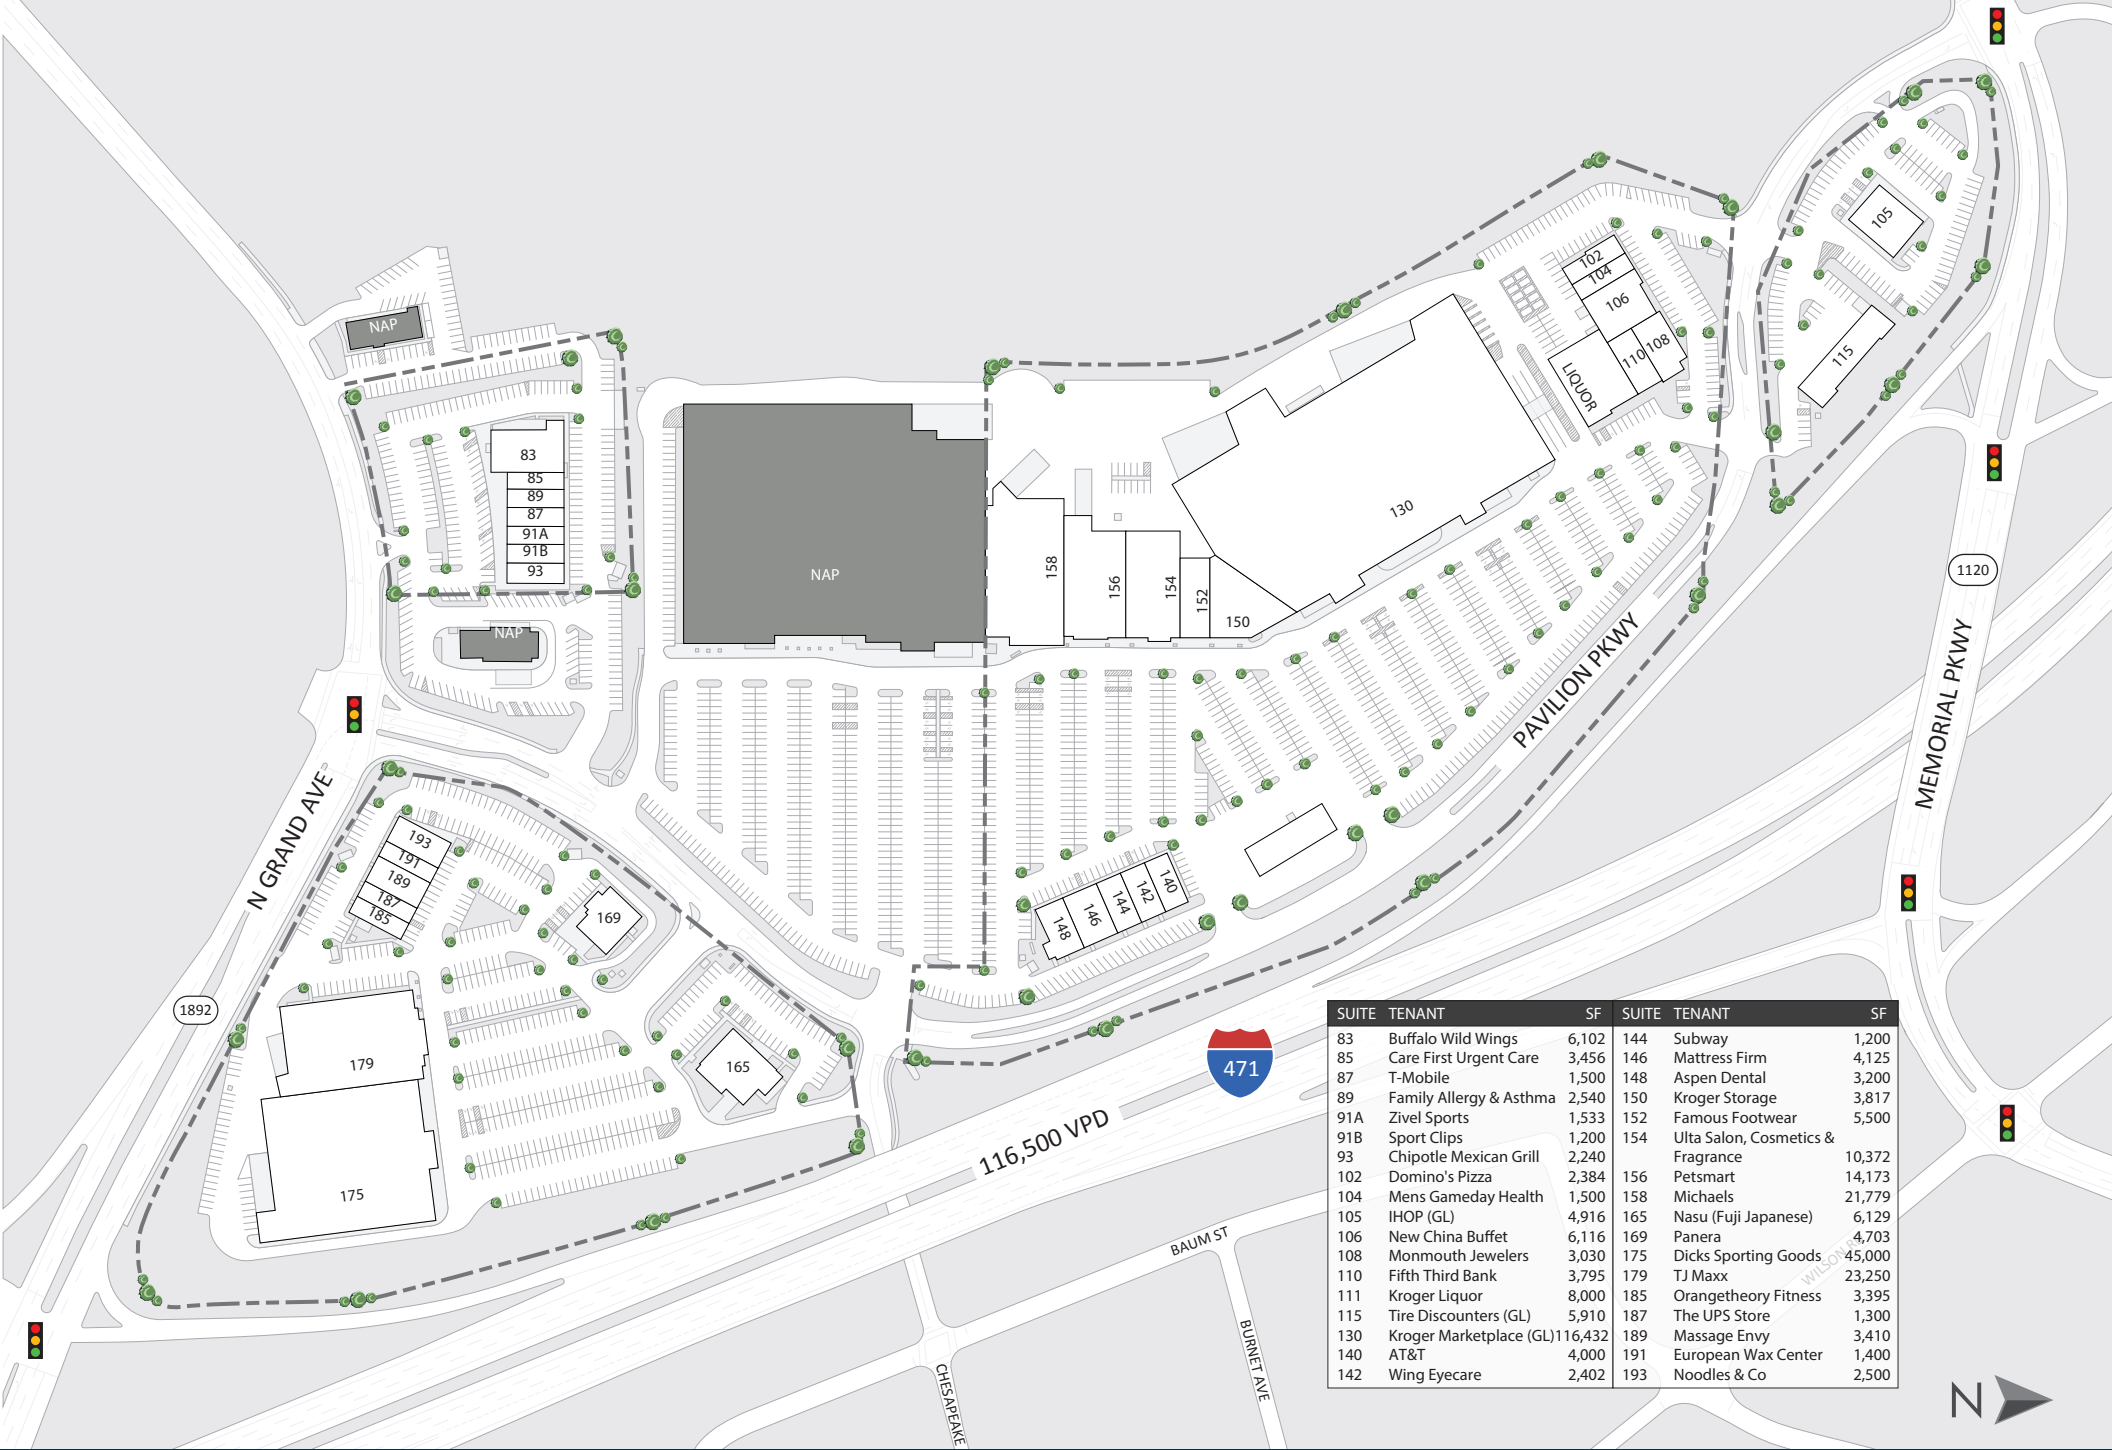 102
104
106
108
110
LIQUOR
105
115
NAP
83
85
89
87
91A
91B
93
NAP
NAP
158
156
154
152
150
130
1120
PAVILION PKWY
MEMORIAL PKWY
N GRAND AVE
193
191
189
187
185
169
148
146
144
142
140
1892
179
175
165
471
116,500 VPD
BAUM ST
BURNET AVE
CHESAPEAKE
WILSON R
SUITE TENANT SF
83 Buffalo Wild Wings 6,102
85 Care First Urgent Care 3,456
87 T-Mobile 1,500
89 Family Allergy & Asthma 2,540
91A Zivel Sports 1,533
91B Sport Clips 1,200
93 Chipotle Mexican Grill 2,240
102 Domino's Pizza 2,384
104 Mens Gameday Health 1,500
105 IHOP (GL) 4,916
106 New China Buffet 6,116
108 Monmouth Jewelers 3,030
110 Fifth Third Bank 3,795
111 Kroger Liquor 8,000
115 Tire Discounters (GL) 5,910
130 Kroger Marketplace (GL) 116,432
140 AT&T 4,000
142 Wing Eyecare 2,402
SUITE TENANT SF
144 Subway 1,200
146 Mattress Firm 4,125
148 Aspen Dental 3,200
150 Kroger Storage 3,817
152 Famous Footwear 5,500
154 Ulta Salon, Cosmetics &
Fragrance 10,372
156 Petsmart 14,173
158 Michaels 21,779
165 Nasu (Fuji Japanese) 6,129
169 Panera 4,703
175 Dicks Sporting Goods 45,000
179 TJ Maxx 23,250
185 Orangetheory Fitness 3,395
187 The UPS Store 1,300
189 Massage Envy 3,410
191 European Wax Center 1,400
193 Noodles & Co 2,500
N